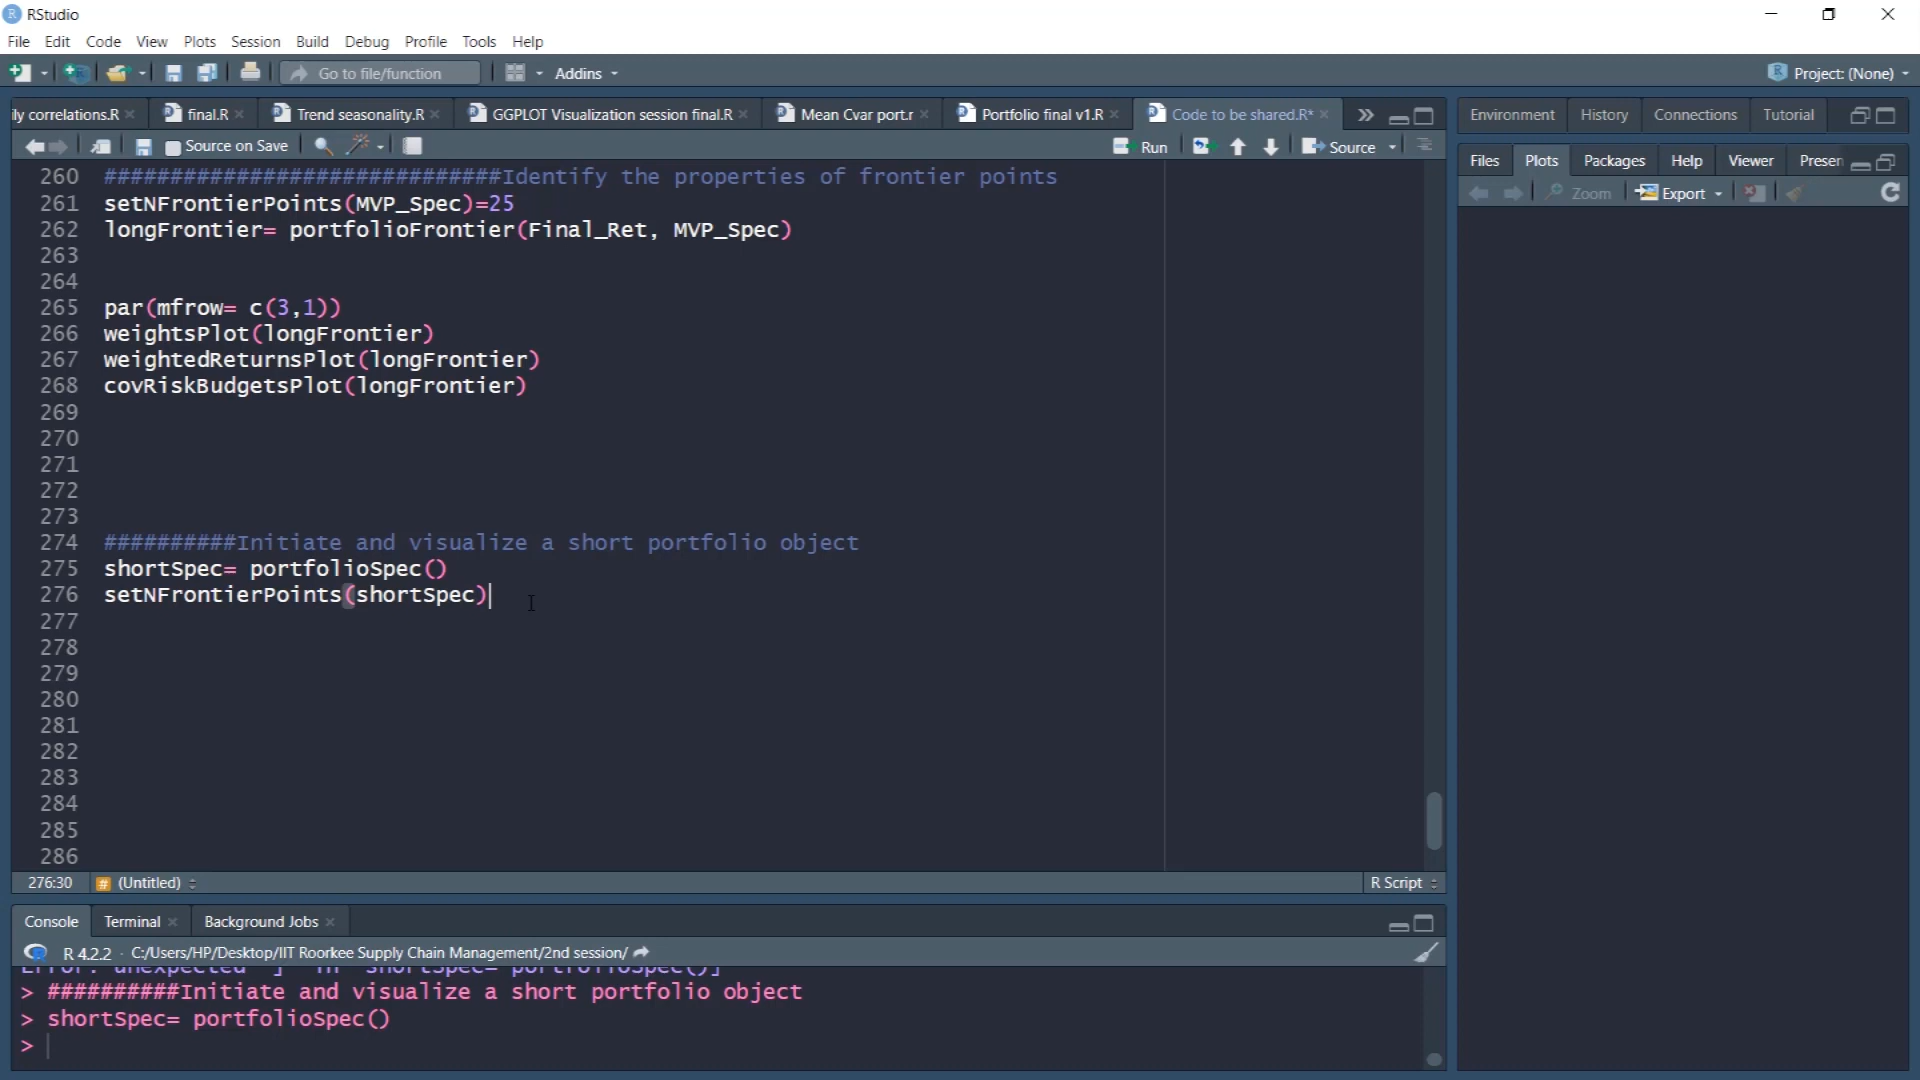 RStudio
File Edit Code View Plots Session Build Debug Profile Tools Help
Go to file/function Addins Project: (None)
ily correlations.R final.R Trend seasonality.R GGPLOT Visualization session final.R Mean Cvar port.r Portfolio final v1.R Code to be shared.R*
Source on Save Run Source
260 ##############################Identify the properties of frontier points
261 setNFrontierPoints(MVP_Spec)=25
262 longFrontier= portfolioFrontier(Final_Ret, MVP_Spec)
263
264
265 par(mfrow= c(3,1))
266 weightsPlot(longFrontier)
267 weightedReturnsPlot(longFrontier)
268 covRiskBudgetsPlot(longFrontier)
269
270
271
272
273
274 ##########Initiate and visualize a short portfolio object
275 shortSpec= portfolioSpec()
276 setNFrontierPoints(shortSpec)
277
278
279
280
281
282
283
284
285
286
276:30 # (Untitled) R Script
Console Terminal Background Jobs
R 4.2.2 · C:/Users/HP/Desktop/IIT Roorkee Supply Chain Management/2nd session/
Error: unexpected ']' in "shortSpec= portfolioSpec()]"
> ##########Initiate and visualize a short portfolio object
> shortSpec= portfolioSpec()
>
Environment History Connections Tutorial
Files Plots Packages Help Viewer Presen
Zoom Export